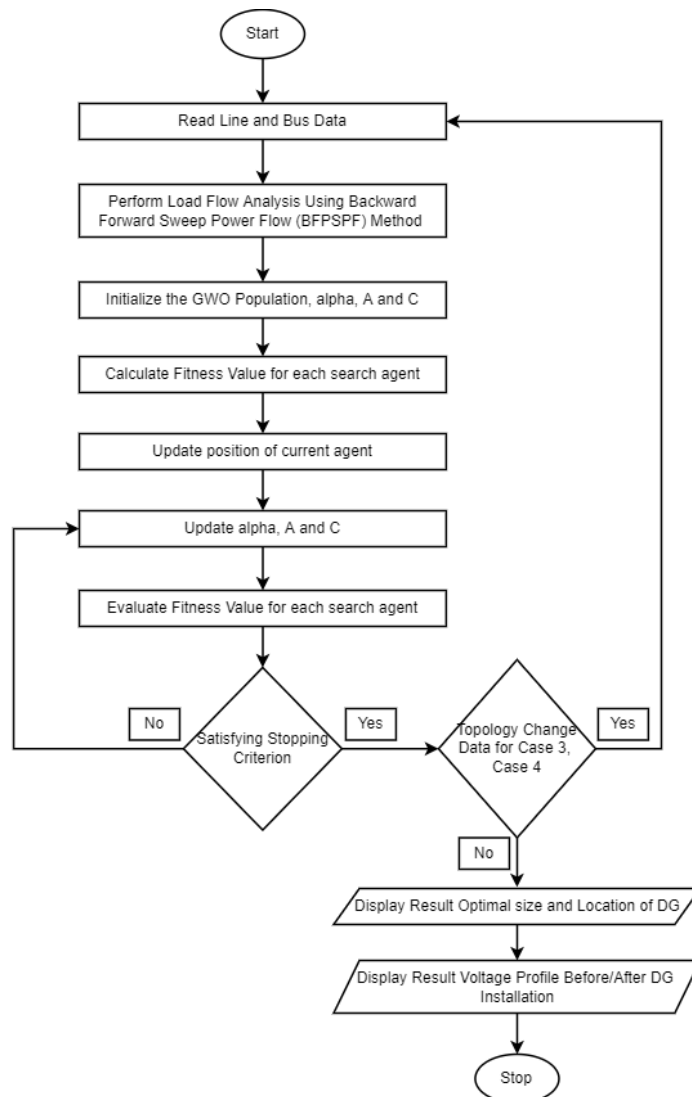 Start
Read Line and Bus Data
Perform Load Flow Analysis Using Backward
Forward Sweep Power Flow (BFPSPF) Method
Initialize the GWO Population, alpha, A and C
Calculate Fitness Value for each search agent
Update position of current agent
Update alpha, A and C
Evaluate Fitness Value for each search agent
No
Satisfying Stopping
Criterion
Yes
Topology Change
Data for Case 3,
Case 4
Yes
No
Display Result Optimal size and Location of DG
Display Result Voltage Profile Before/After DG
Installation
Stop